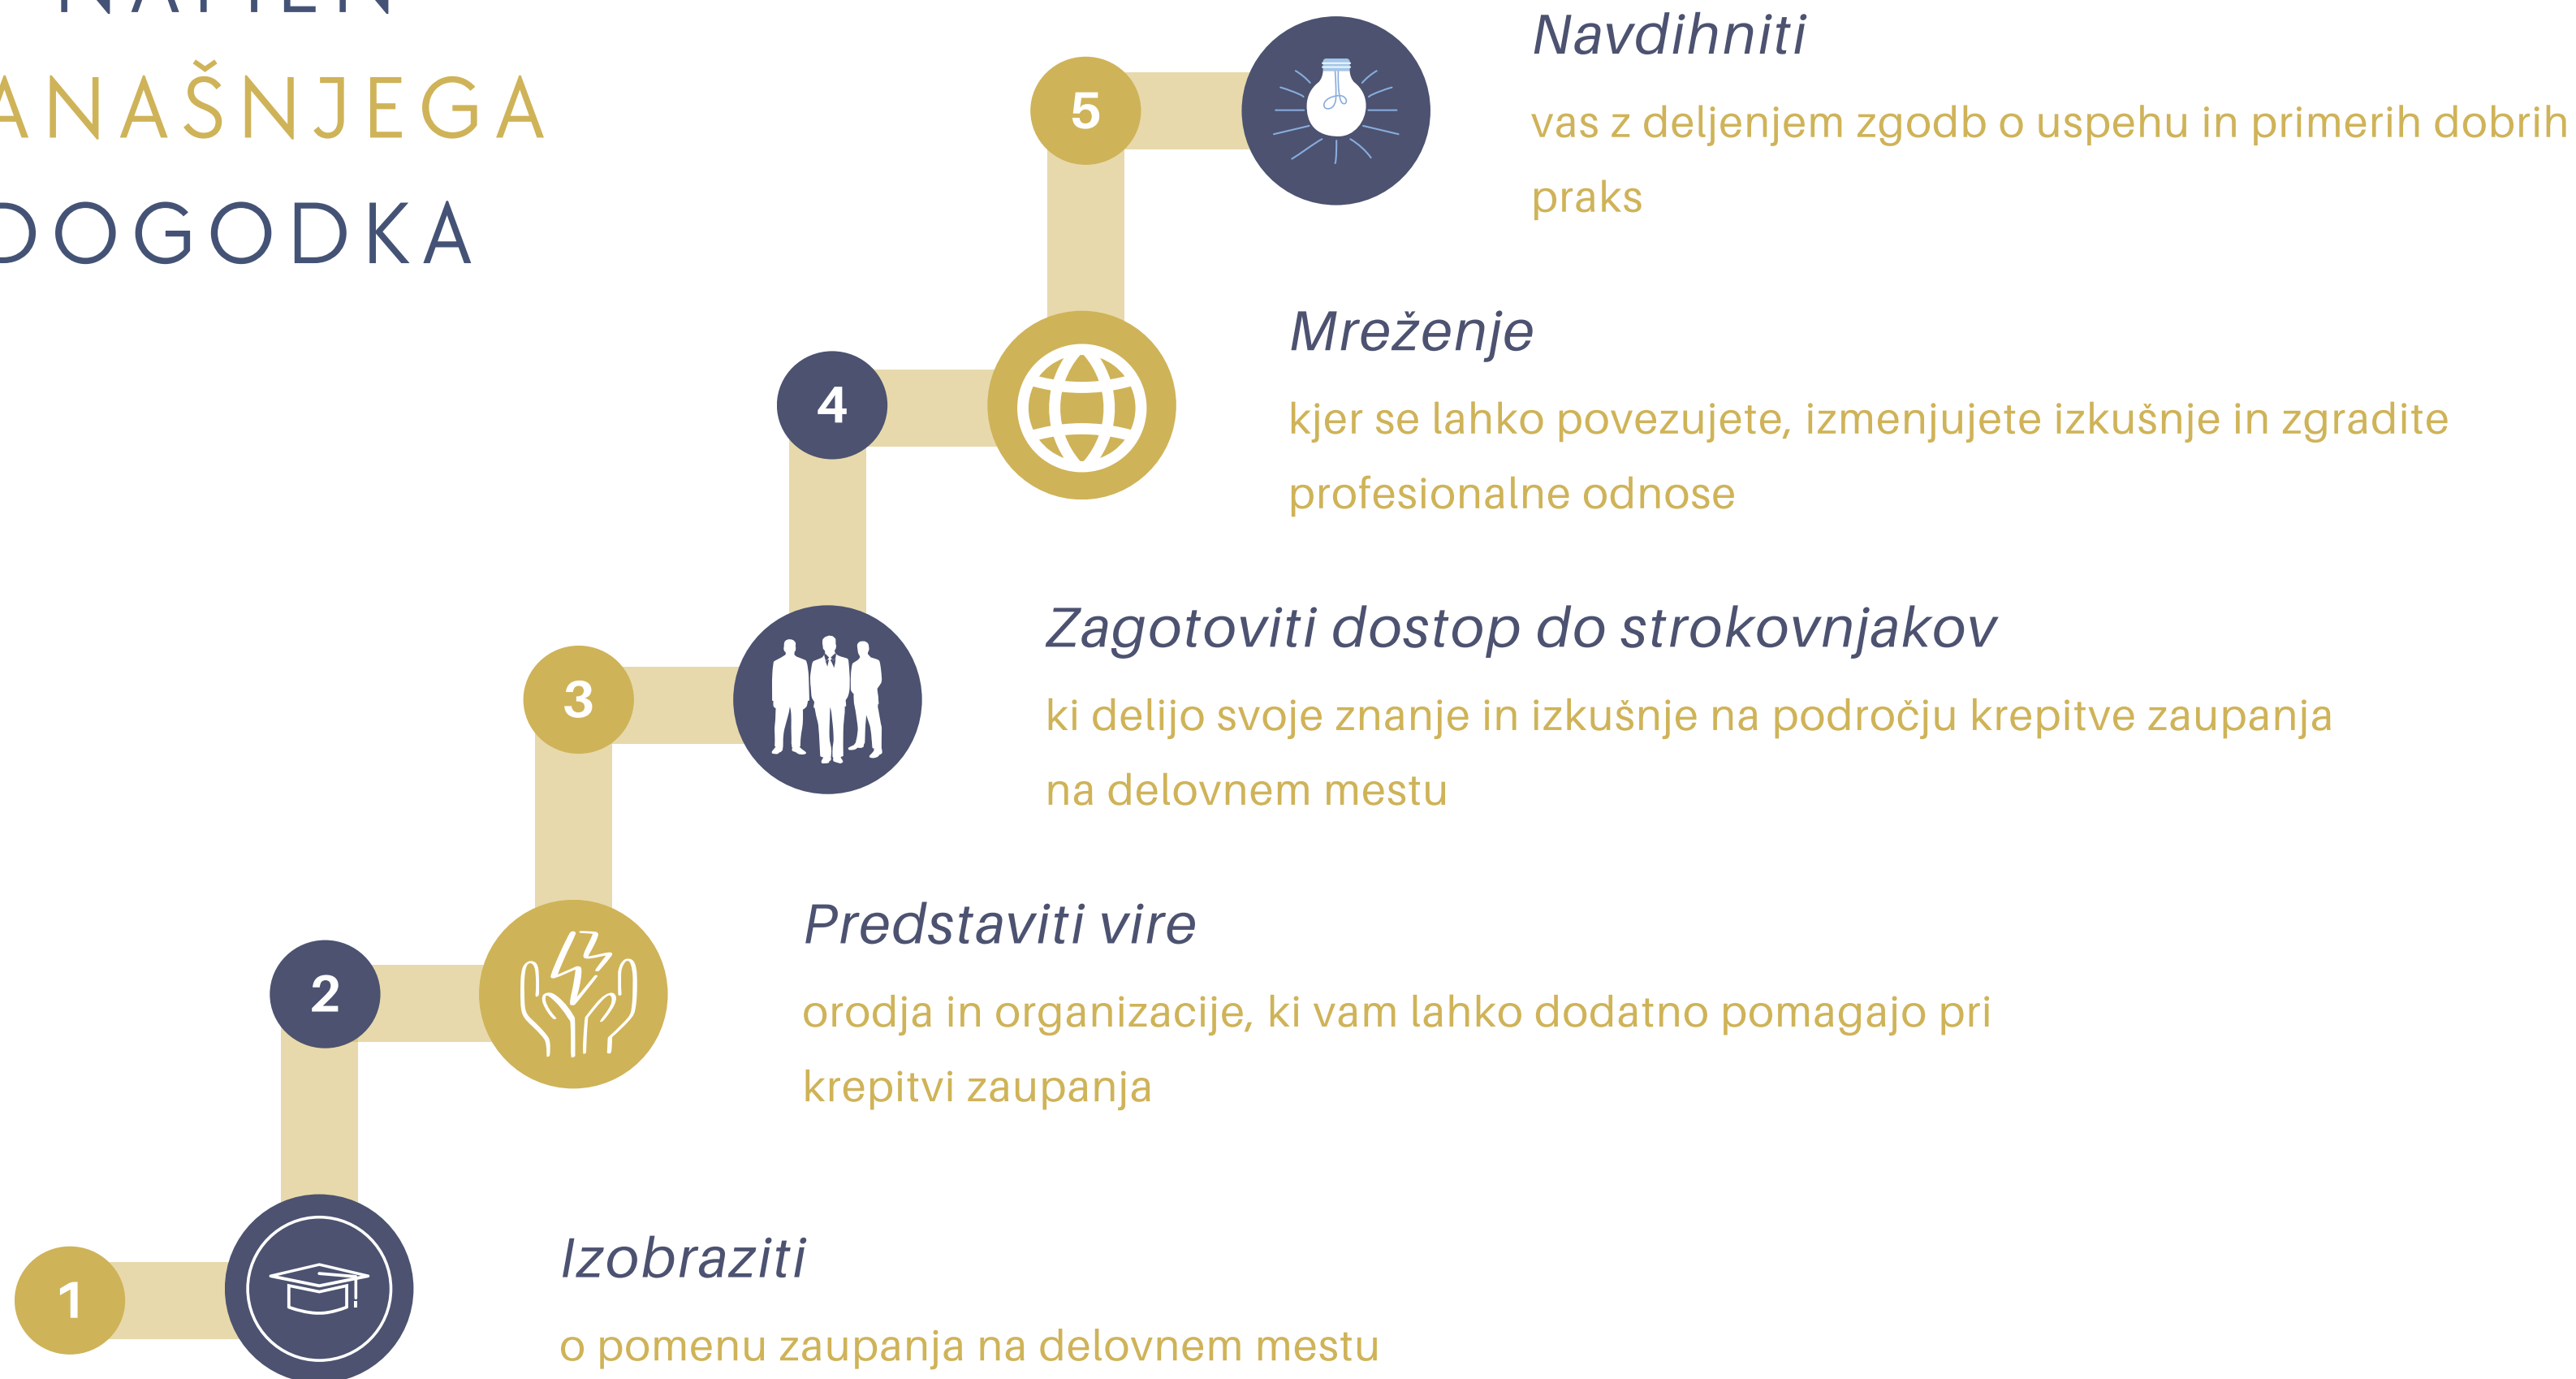 NAMEN
ANAŠNJEGA
DOGODKA
5
Navdihniti
vas z deljenjem zgodb o uspehu in primerih dobrih
praks
4
Mreženje
kjer se lahko povezujete, izmenjujete izkušnje in zgradite
profesionalne odnose
3
Zagotoviti dostop do strokovnjakov
ki delijo svoje znanje in izkušnje na področju krepitve zaupanja
na delovnem mestu
2
Predstaviti vire
orodja in organizacije, ki vam lahko dodatno pomagajo pri
krepitvi zaupanja
1
Izobraziti
o pomenu zaupanja na delovnem mestu